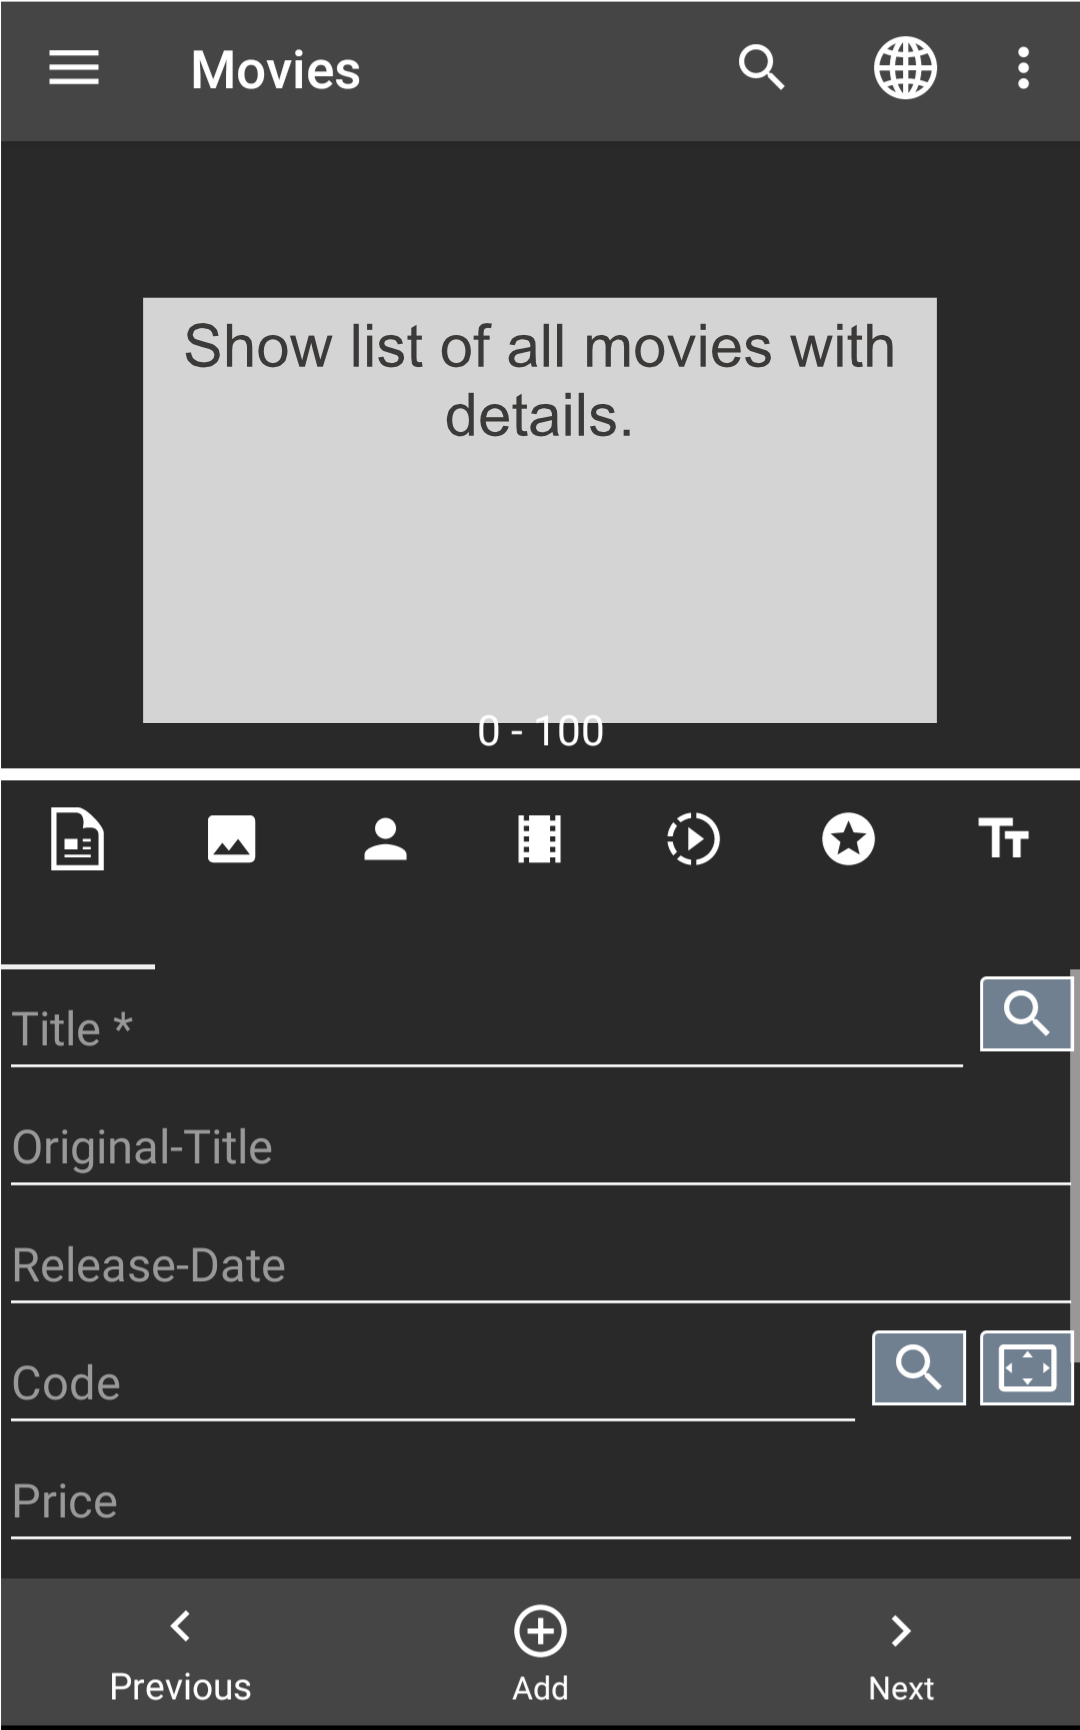 Movies
Show list of all movies with
details.
0 - 100
Title *
Original-Title
Release-Date
Code
Price
Previous
Add
Next